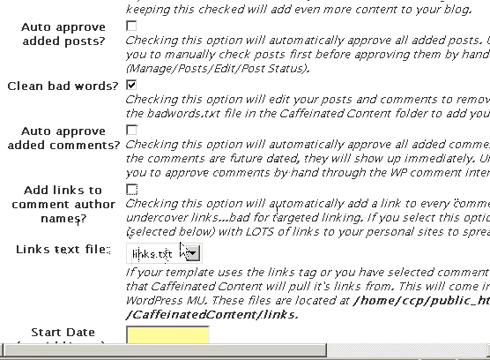 keeping this checked will add even more content to your blog.
Auto approve added posts?
Checking this option will automatically approve all added posts.
you to manually check posts first before approving them by hand
(Manage/Posts/Edit/Post Status).
Clean bad words?
Checking this option will edit your posts and comments to remov
the badwords.txt file in the Caffeinated Content folder to add you
Auto approve added comments?
Checking this option will automatically approve all added comme
the comments are future dated, they will show up immediately.
you to approve comments by hand through the WP comment inter
Add links to comment author names?
Checking this option will automatically add a link to every comme
undercover links...bad for targeted linking. If you select this optio
(selected below) with LOTS of links to your personal sites to sprea
Links text file:
links.txt
If your template uses the links tag or you have selected comment
that Caffeinated Content will pull it's links from. This will come i
WordPress MU. These files are located at /home/ccp/public_ht
/CaffeinatedContent/links.
Start Date